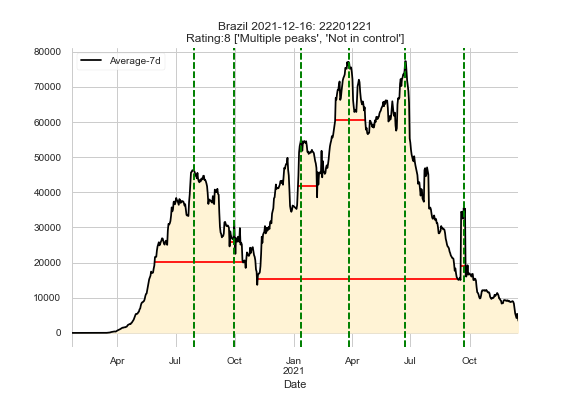 Brazil 2021-12-16: 22201221
Rating:8 ['Multiple peaks', 'Not in control']
80000
Average-7d
70000
60000
50000
40000
30000
20000
10000
0
Apr Jul Oct Jan Apr Jul Oct
2021
Date